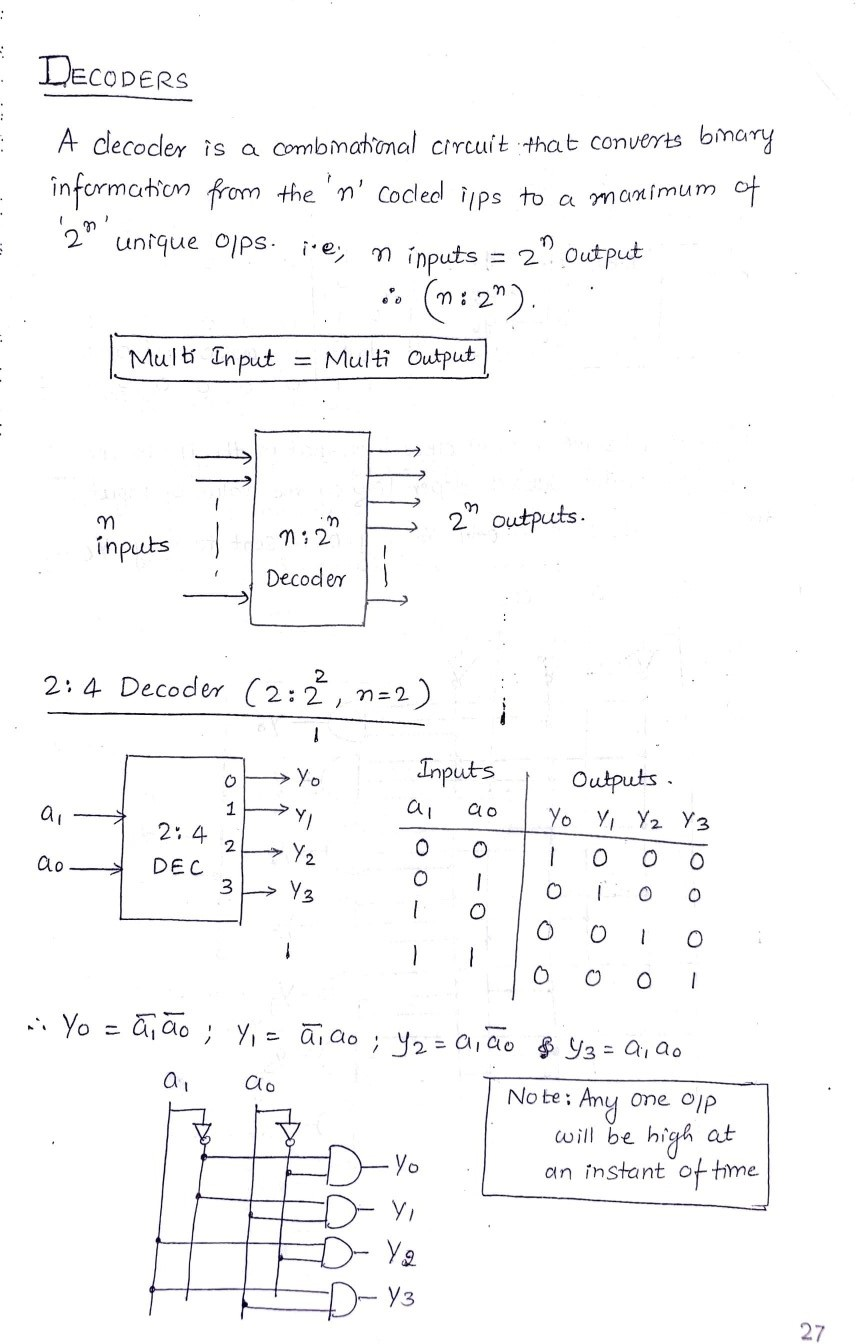 DECODERS
A decoder is a combinational circuit that converts binary
information from the 'n' coded i/ps to a maximum of
'2ⁿ' unique o/ps. i.e; n inputs = 2ⁿ output
∴ (n:2ⁿ).
Multi Input = Multi Output
n
inputs
n:2ⁿ
Decoder
2ⁿ outputs.
2:4 Decoder (2:2², n=2)
a₁
a₀
2:4
DEC
0 Y₀
1 Y₁
2 Y₂
3 Y₃
Inputs Outputs.
a₁ a₀ Y₀ Y₁ Y₂ Y₃
0 0 1 0 0 0
0 1 0 1 0 0
1 0 0 0 1 0
1 1 0 0 0 1
∴ Y₀ = a̅₁a̅₀ ; Y₁ = a̅₁a₀ ; Y₂ = a₁a̅₀ & Y₃ = a₁a₀
a₁ a₀
Y₀
Y₁
Y₂
Y₃
Note: Any one o/p
will be high at
an instant of time
27